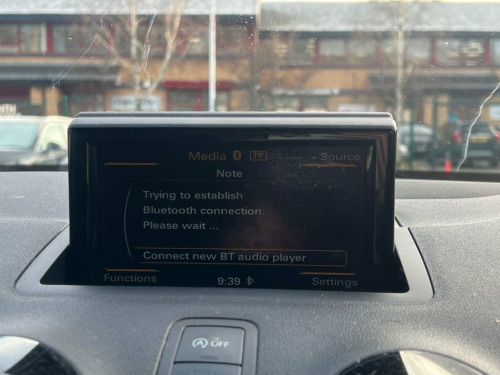 Media TP Source
Note
Trying to establish
Bluetooth connection.
Please wait ...
Connect new BT audio player
Functions 9:39 Settings
A OFF